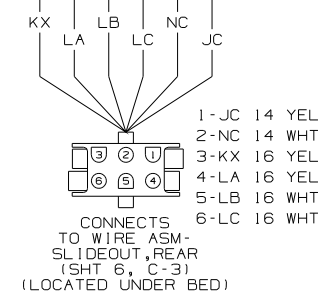 KX LB NC
LA LC JC
3 2 1
6 5 4
1-JC 14 YEL
2-NC 14 WHT
3-KX 16 YEL
4-LA 16 YEL
5-LB 16 WHT
6-LC 16 WHT
CONNECTS
TO WIRE ASM-
SLIDEOUT,REAR
(SHT 6, C-3)
(LOCATED UNDER BED)